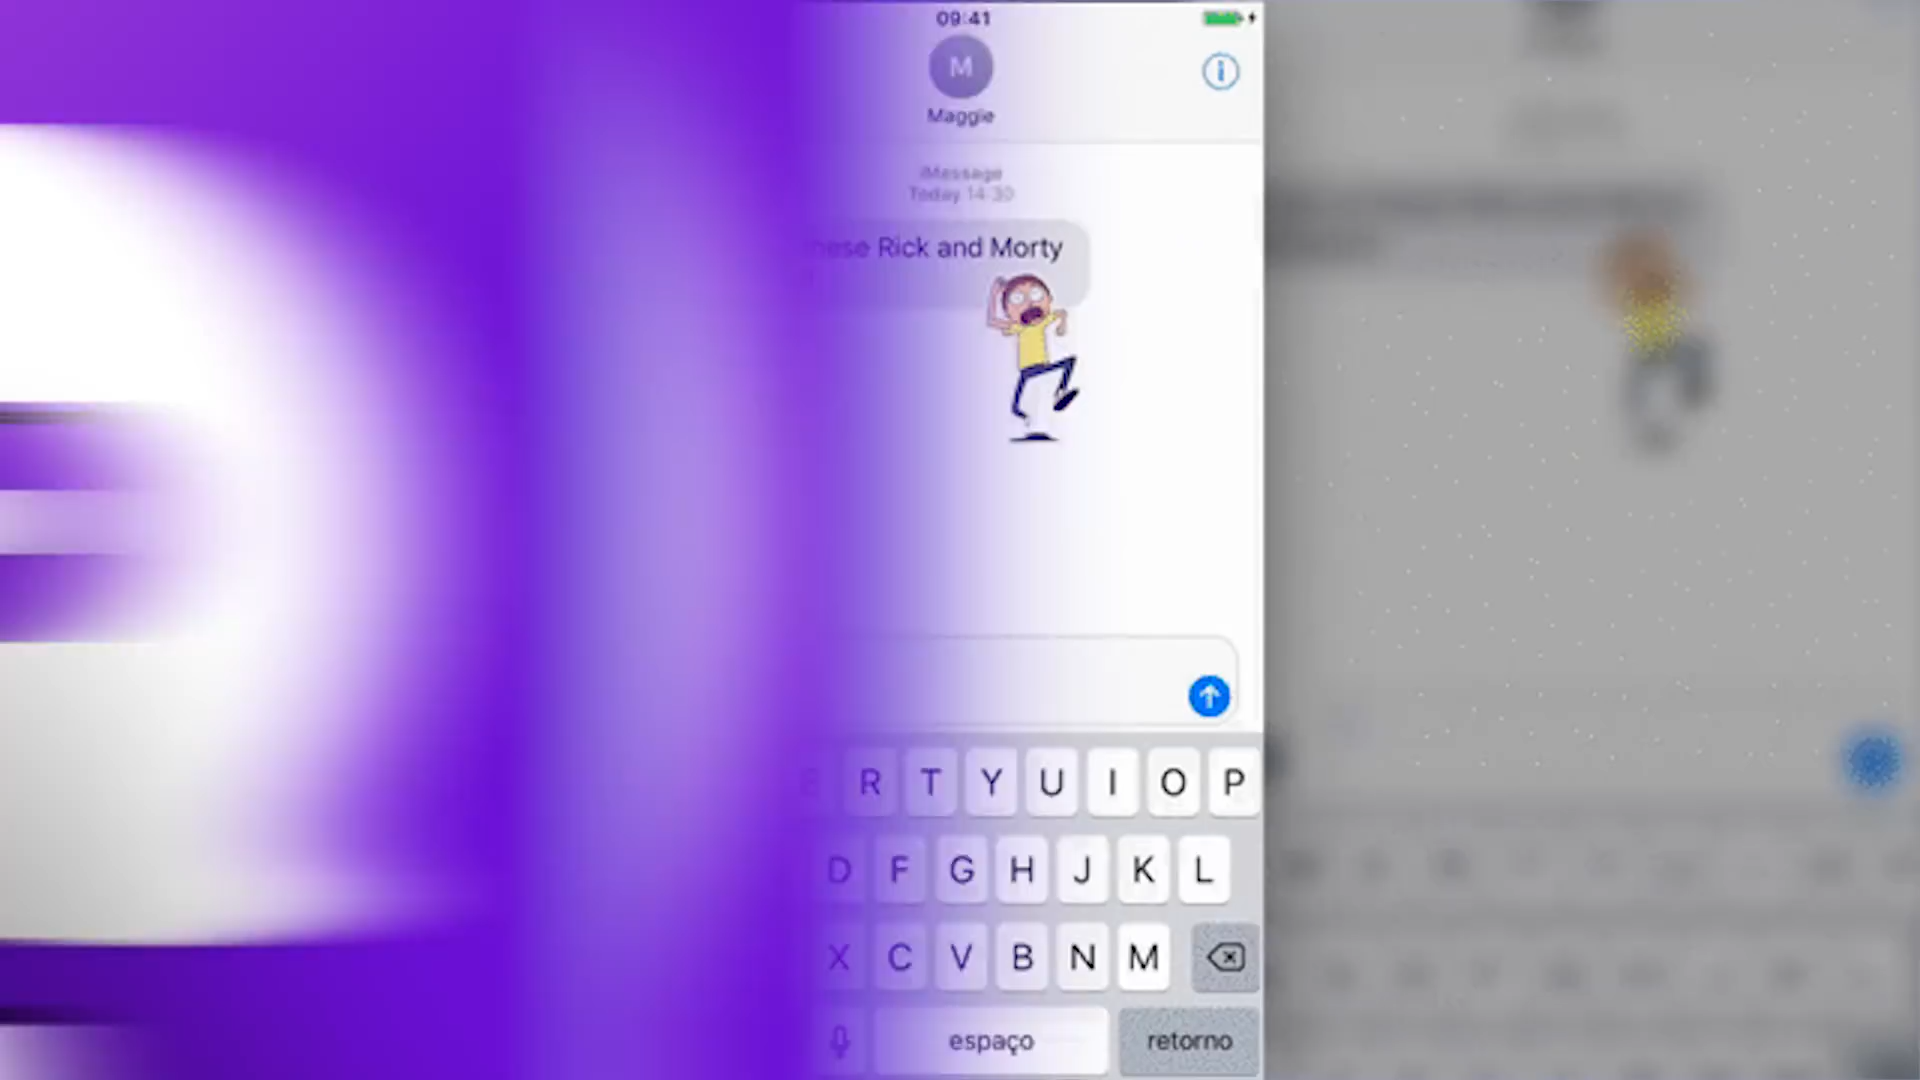 09:41
M
Maggie
iMessage
Today 14:30
Rick and Morty
R T Y U I O P
D F G H J K L
X C V B N M
espaço retorno